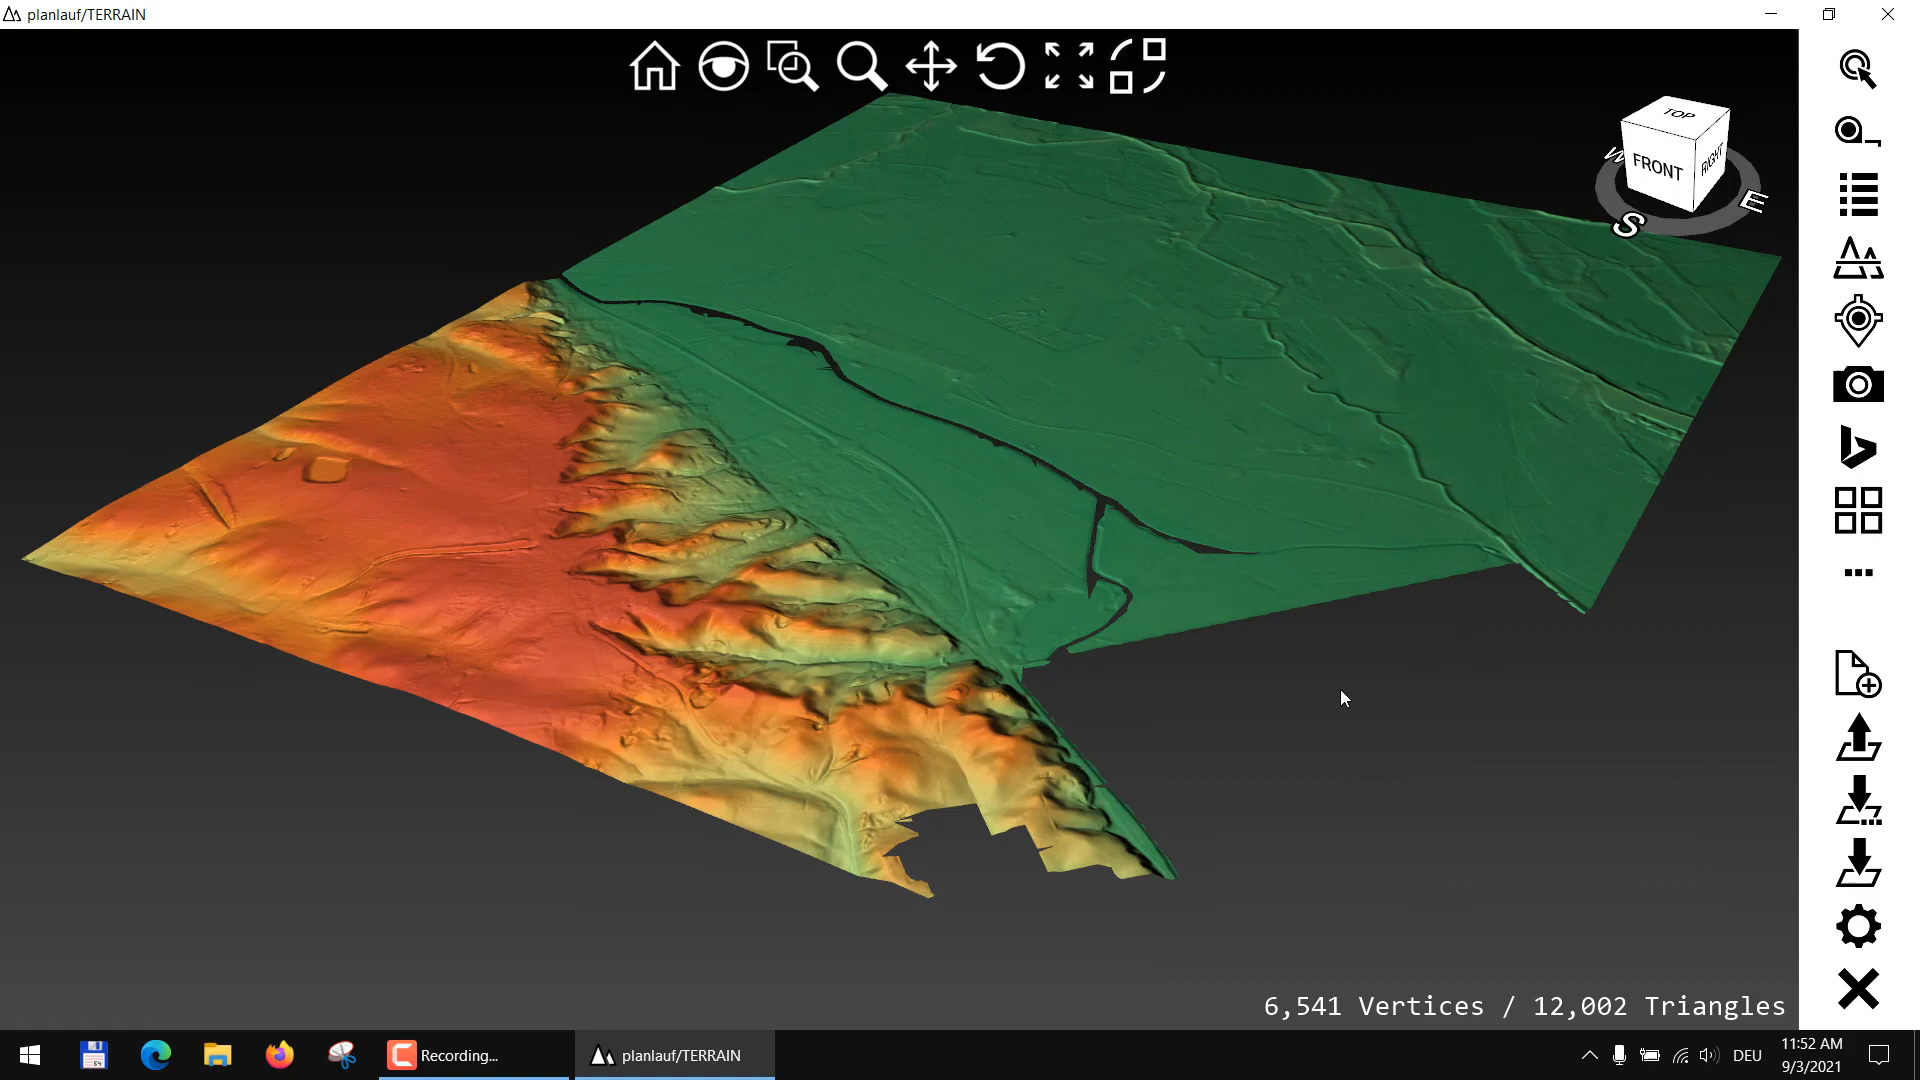 planlauf/TERRAIN
TOP
FRONT
RIGHT
W
S
E
6,541 Vertices / 12,002 Triangles
64
Recording...
planlauf/TERRAIN
DEU
11:52 AM
9/3/2021